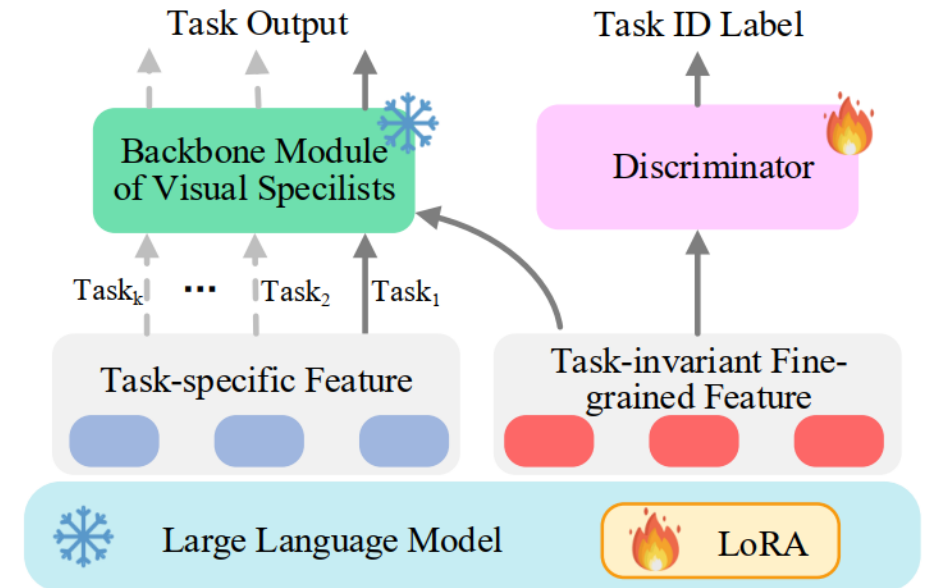 Task Output
Task ID Label
Backbone Module
of Visual Specilists
Discriminator
Taskₖ
...
Task₂
Task₁
Task-specific Feature
Task-invariant Fine-
grained Feature
Large Language Model
LoRA